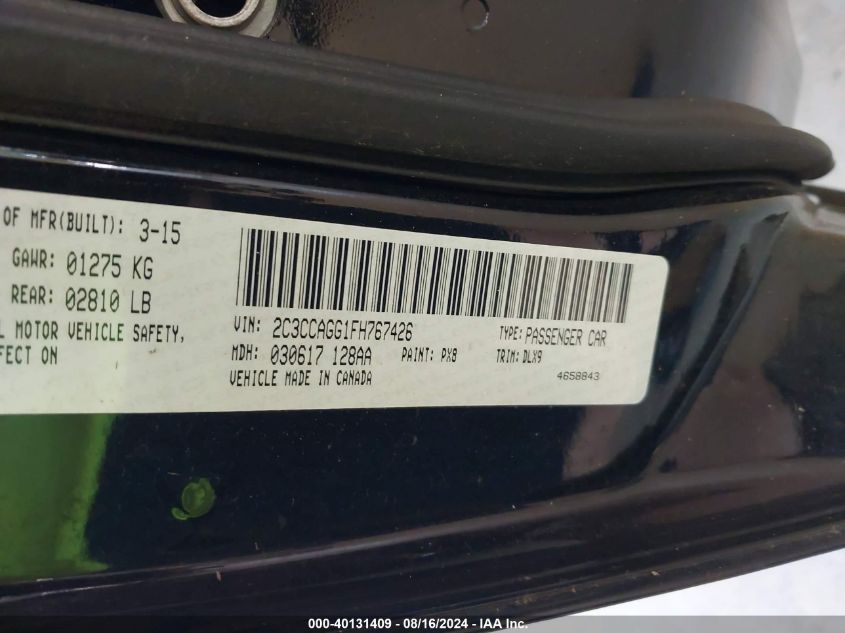 OF MFR(BUILT): 3-15
GAWR: 01275 KG
REAR: 02810 LB
MOTOR VEHICLE SAFETY,
EFFECT ON
VIN: 2C3CCAGG1FH767426
TYPE: PASSENGER CAR
MDH: 030617 128AA
PAINT: PX8
TRIM: DLX9
VEHICLE MADE IN CANADA
4658843
000-40131409 - 08/16/2024 - IAA Inc.